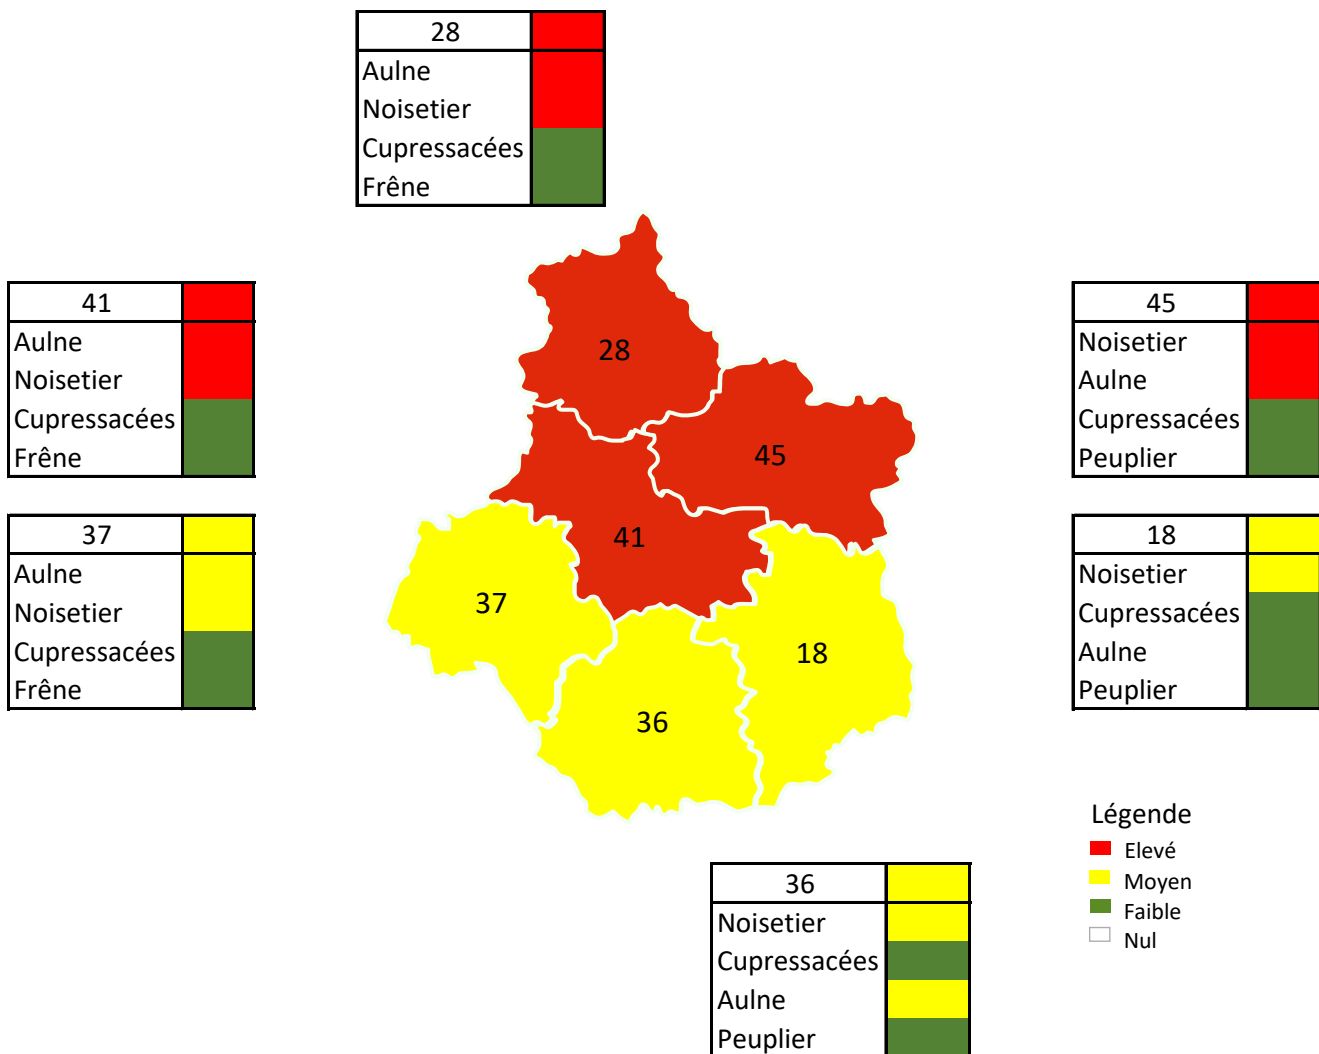 28
Aulne
Noisetier
Cupressacées
Frêne
41
Aulne
Noisetier
Cupressacées
Frêne
45
Noisetier
Aulne
Cupressacées
Peuplier
37
Aulne
Noisetier
Cupressacées
Frêne
18
Noisetier
Cupressacées
Aulne
Peuplier
28
45
41
37
18
36
36
Noisetier
Cupressacées
Aulne
Peuplier
Légende
Elevé
Moyen
Faible
Nul